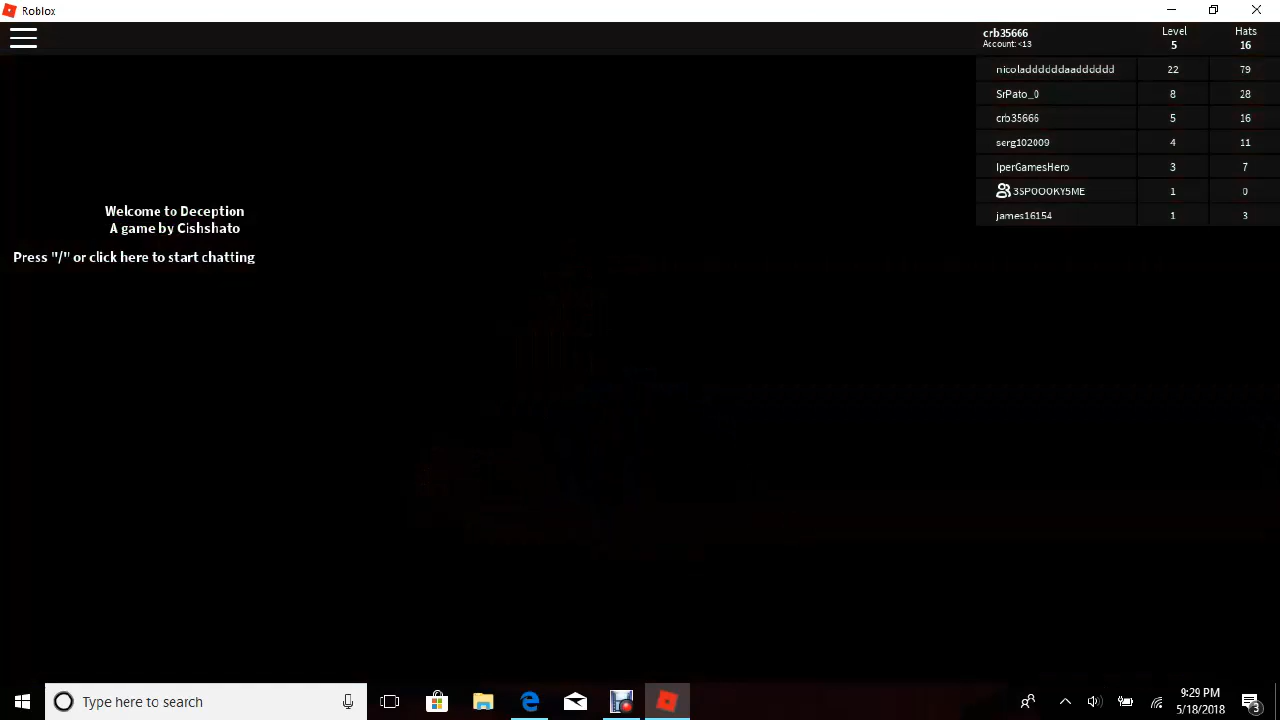 Roblox
crb35666
Account: <13
Level
5
Hats
16
nicoladddddddaadddddd 22 79
SrPato_0 8 28
crb35666 5 16
serg102009 4 11
IperGamesHero 3 7
3SPOOOKY5ME 1 0
james16154 1 3
Welcome to Deception
A game by Cishshato
Press "/" or click here to start chatting
Type here to search
9:29 PM
5/18/2018
3